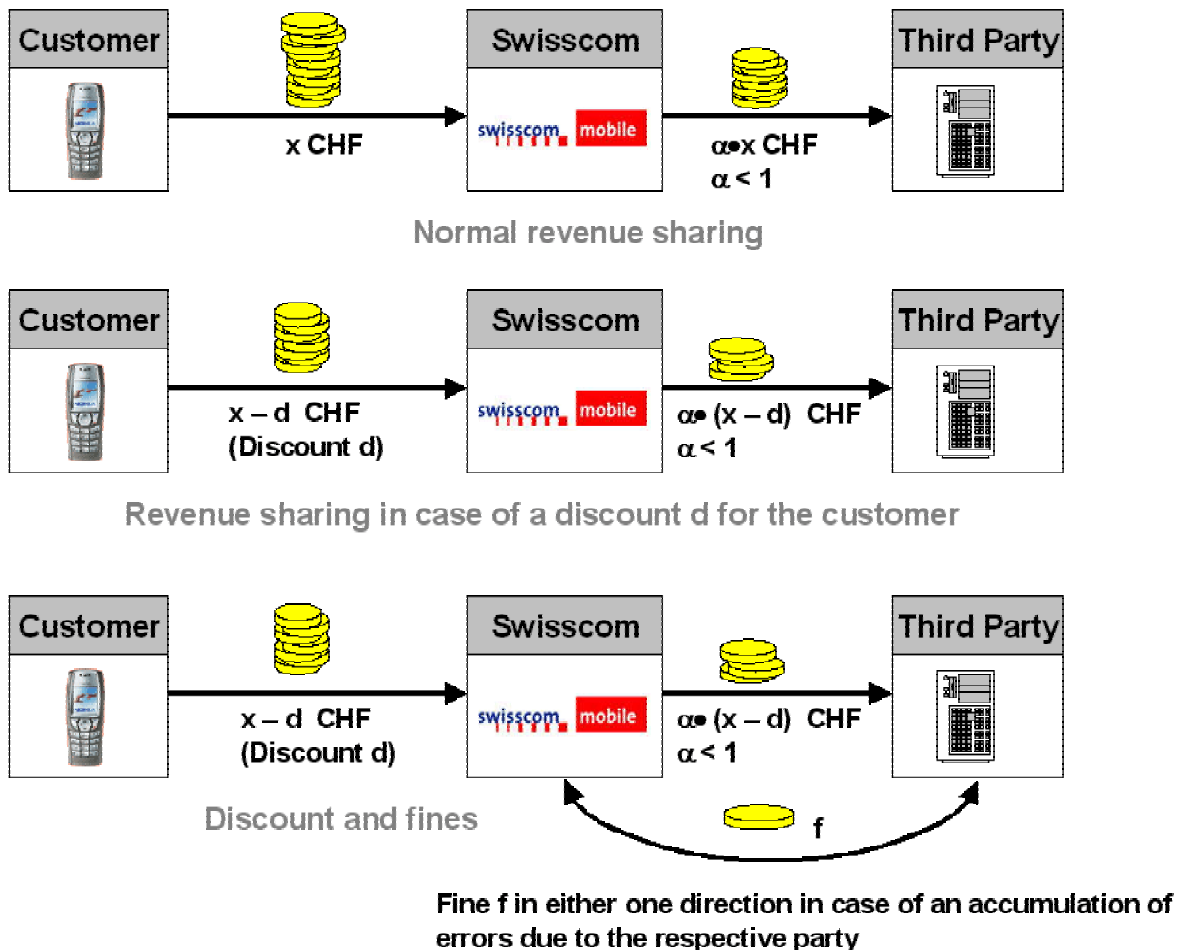 Customer
Swisscom
Third Party
swisscom mobile
x CHF
α•x CHF
α < 1
Normal revenue sharing
Customer
Swisscom
Third Party
swisscom mobile
x – d CHF
(Discount d)
α• (x – d) CHF
α < 1
Revenue sharing in case of a discount d for the customer
Customer
Swisscom
Third Party
swisscom mobile
x – d CHF
(Discount d)
α• (x – d) CHF
α < 1
Discount and fines
f
Fine f in either one direction in case of an accumulation of
errors due to the respective party